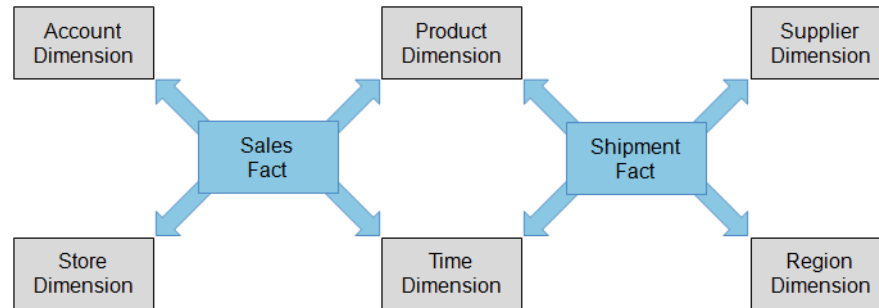 Account
Dimension
Product
Dimension
Supplier
Dimension
Sales
Fact
Shipment
Fact
Store
Dimension
Time
Dimension
Region
Dimension